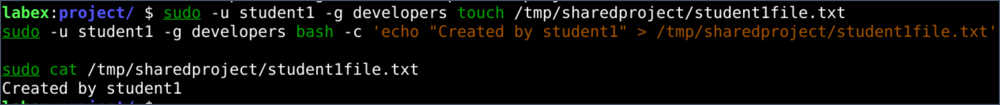 labex:project/ $ sudo -u student1 -g developers touch /tmp/sharedproject/student1file.txt
sudo -u student1 -g developers bash -c 'echo "Created by student1" > /tmp/sharedproject/student1file.txt'
sudo cat /tmp/sharedproject/student1file.txt
Created by student1